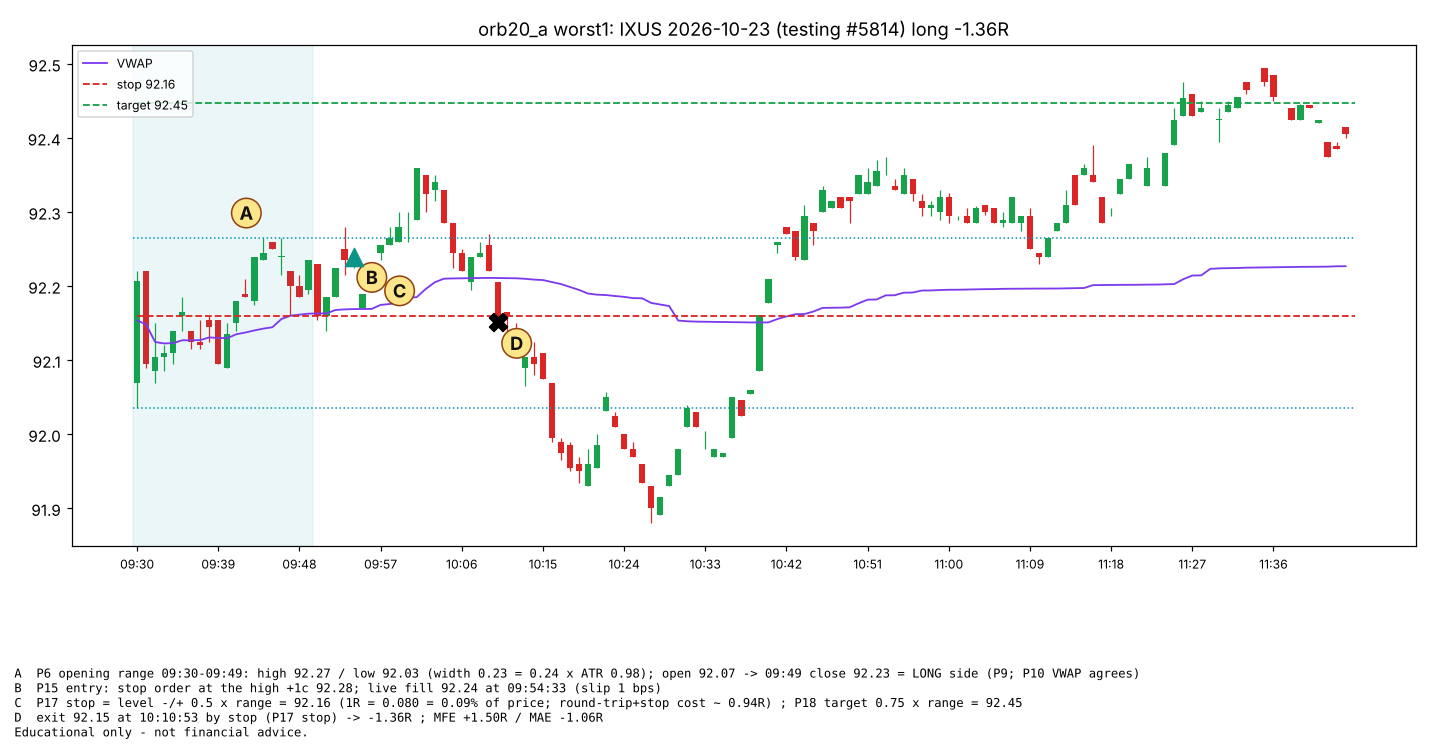 orb20_a worst1: IXUS 2026-10-23 (testing #5814) long -1.36R
VWAP
stop 92.16
target 92.45
92.5
92.4
92.3
92.2
92.1
92.0
91.9
A
B
C
D
09:30 09:39 09:48 09:57 10:06 10:15 10:24 10:33 10:42 10:51 11:00 11:09 11:18 11:27 11:36
A P6 opening range 09:30-09:49: high 92.27 / low 92.03 (width 0.23 = 0.24 x ATR 0.98); open 92.07 -> 09:49 close 92.23 = LONG side (P9; P10 VWAP agrees)
B P15 entry: stop order at the high +1c 92.28; live fill 92.24 at 09:54:33 (slip 1 bps)
C P17 stop = level -/+ 0.5 x range = 92.16 (1R = 0.080 = 0.09% of price; round-trip+stop cost ~ 0.94R) ; P18 target 0.75 x range = 92.45
D exit 92.15 at 10:10:53 by stop (P17 stop) -> -1.36R ; MFE +1.50R / MAE -1.06R
Educational only - not financial advice.